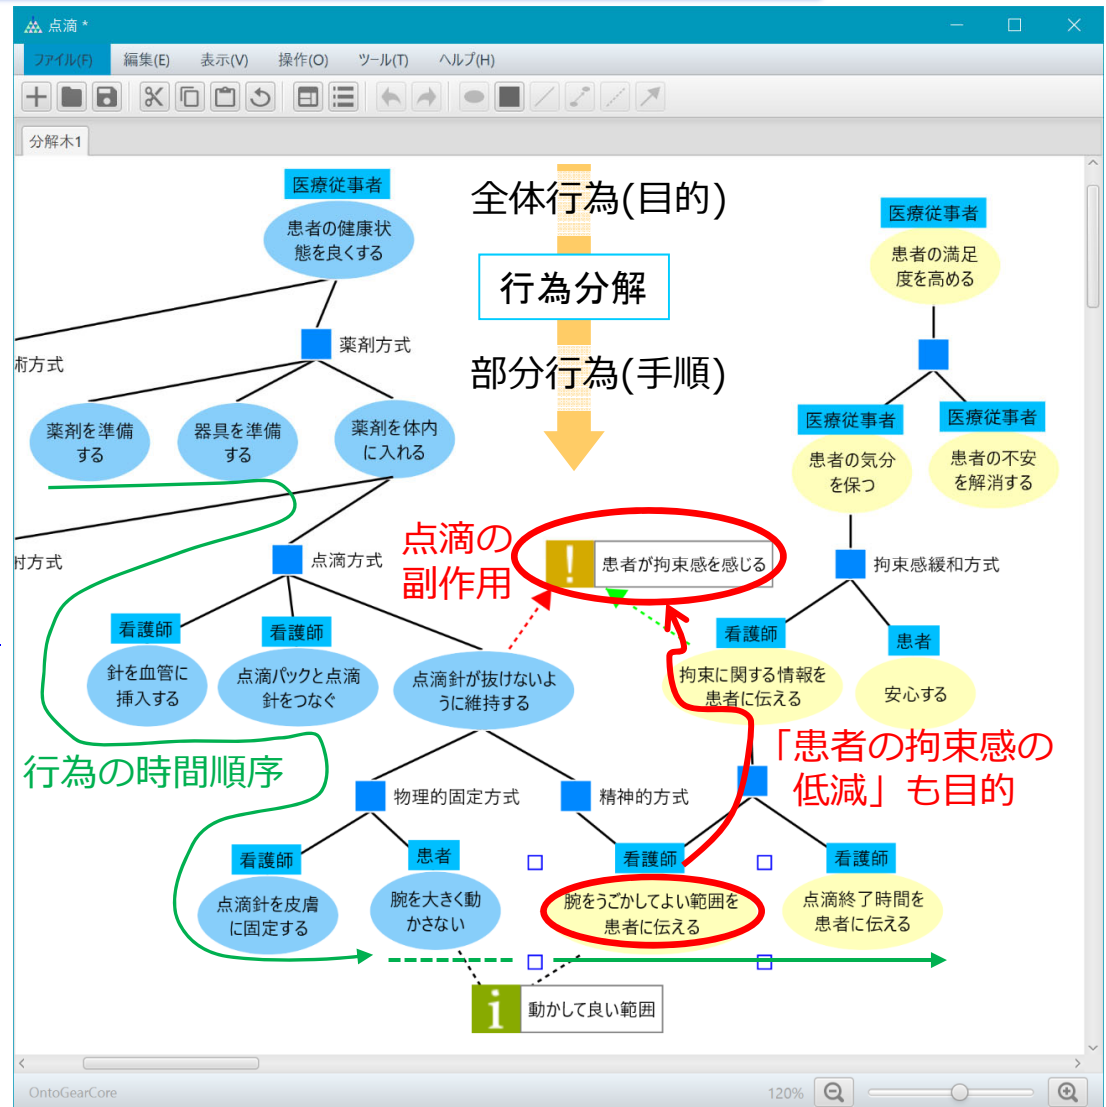 点滴 *
ファイル(F) 編集(E) 表示(V) 操作(O) ツール(T) ヘルプ(H)
分解木1
医療従事者
患者の健康状
態を良くする
全体行為(目的)
行為分解
部分行為(手順)
医療従事者
患者の満足
度を高める
術方式
薬剤方式
薬剤を準備
する
器具を準備
する
薬剤を体内
に入れる
医療従事者
患者の気分
を保つ
医療従事者
患者の不安
を解消する
射方式
点滴方式
点滴の
副作用
!
患者が拘束感を感じる
拘束感緩和方式
看護師
針を血管に
挿入する
看護師
点滴パックと点滴
針をつなぐ
点滴針が抜けないよ
うに維持する
看護師
拘束に関する情報を
患者に伝える
患者
安心する
行為の時間順序
物理的固定方式
精神的方式
「患者の拘束感の
低減」も目的
看護師
点滴針を皮膚
に固定する
患者
腕を大きく動
かさない
看護師
腕をうごかしてよい範囲を
患者に伝える
看護師
点滴終了時間を
患者に伝える
i
動かして良い範囲
OntoGearCore
120%